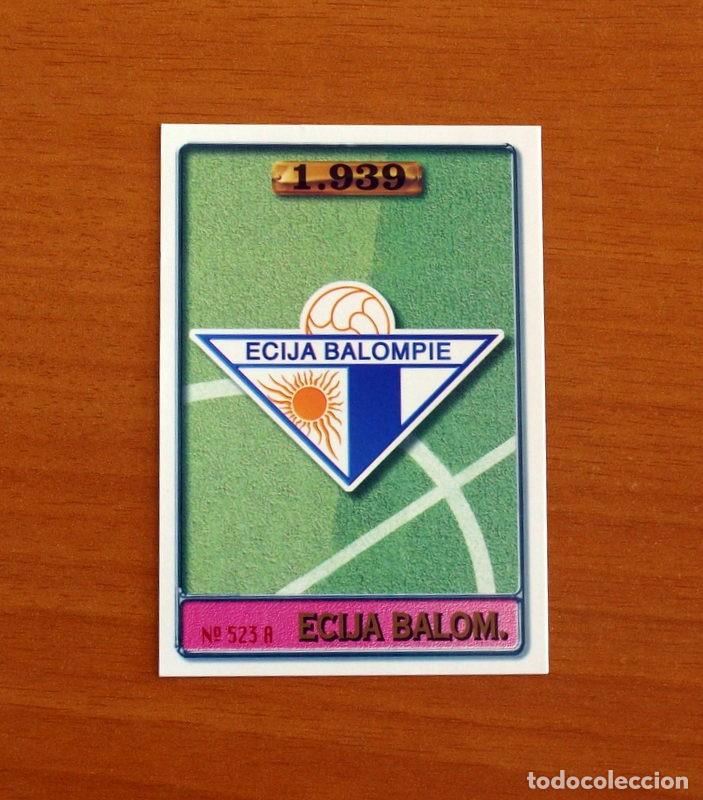 1.939
ECIJA BALOMPIE
Nº 523 A
ECIJA BALOM.
todocoleccion